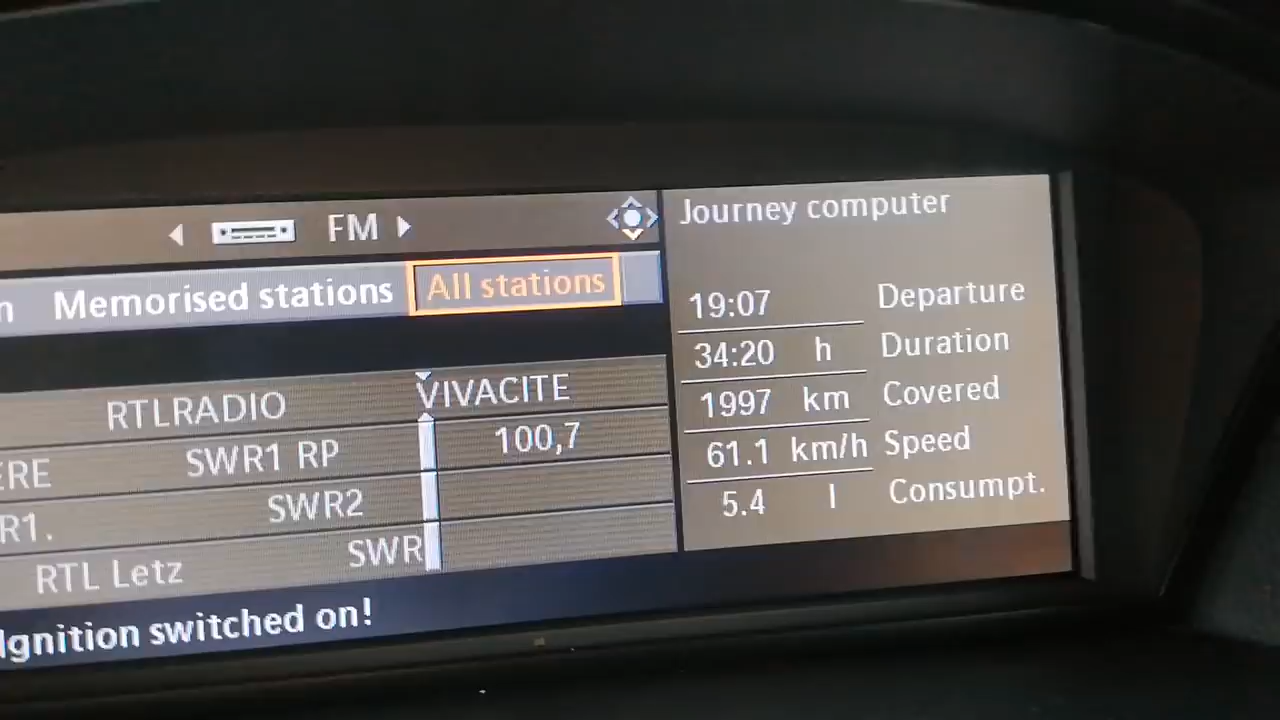 FM
n Memorised stations All stations
RTLRADIO VIVACITE
ERE SWR1 RP 100,7
R1. SWR2
RTL Letz SWR
Ignition switched on!
Journey computer
19:07 Departure
34:20 h Duration
1997 km Covered
61.1 km/h Speed
5.4 l Consumpt.